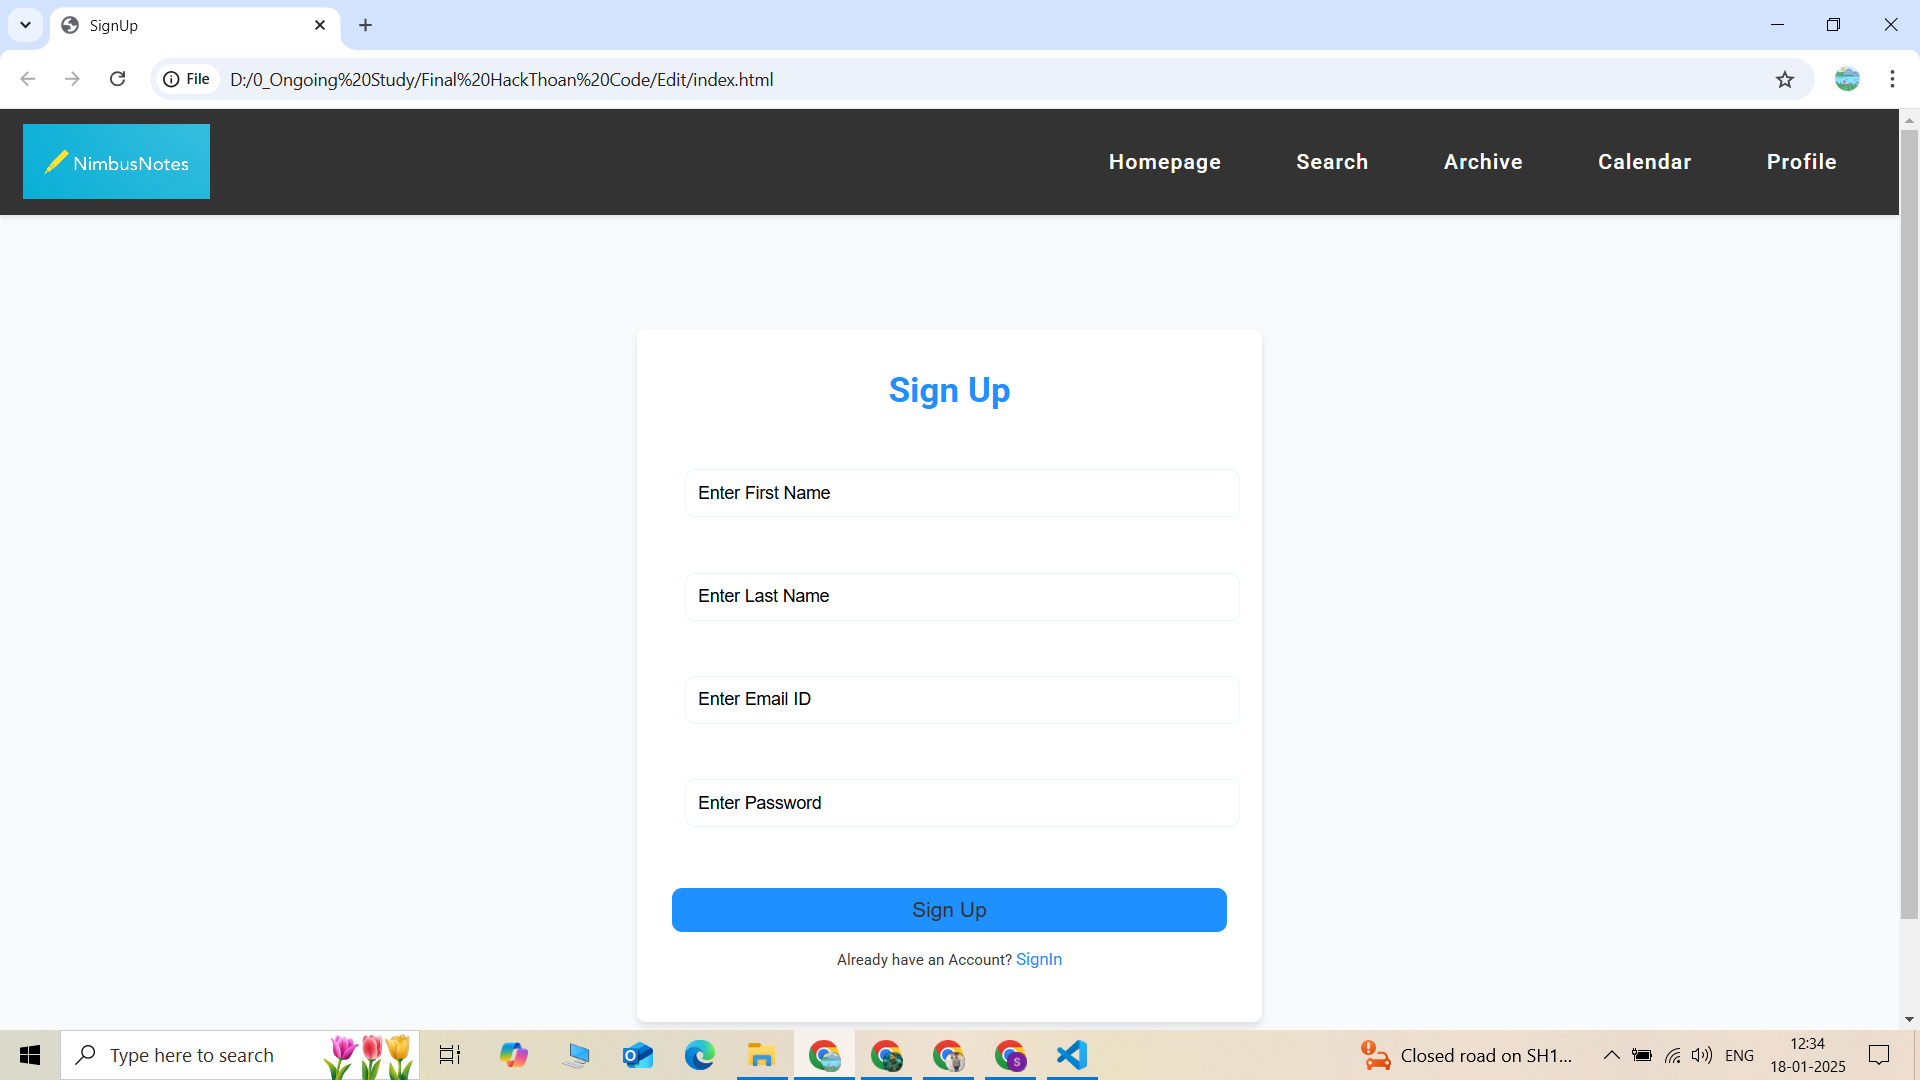 SignUp
File D:/0_Ongoing%20Study/Final%20HackThoan%20Code/Edit/index.html
NimbusNotes Homepage Search Archive Calendar Profile
Sign Up
Enter First Name
Enter Last Name
Enter Email ID
Enter Password
Sign Up
Already have an Account? SignIn
Type here to search
Closed road on SH1...
ENG
12:34
18-01-2025